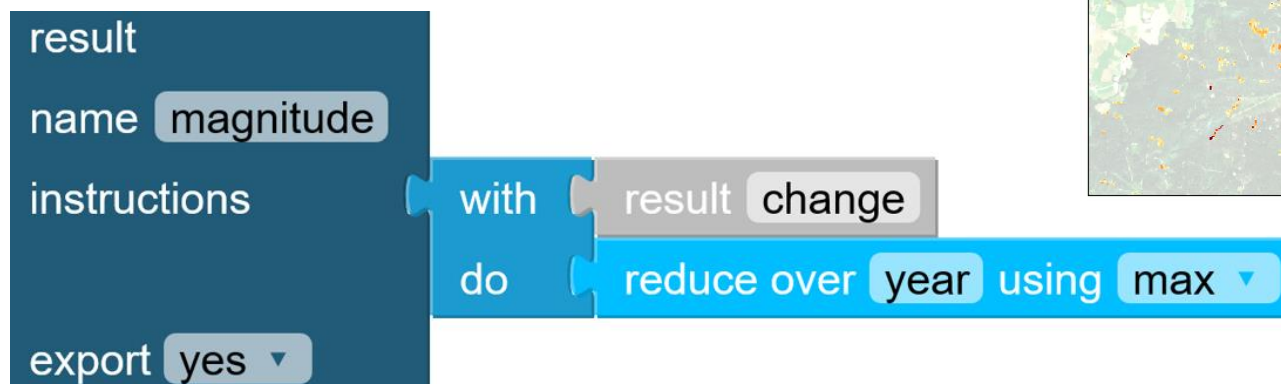 result
name magnitude
instructions with result change
do reduce over year using max
export yes